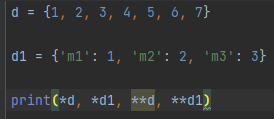 d = {1, 2, 3, 4, 5, 6, 7}
d1 = {'m1': 1, 'm2': 2, 'm3': 3}
print(*d, *d1, **d, **d1)